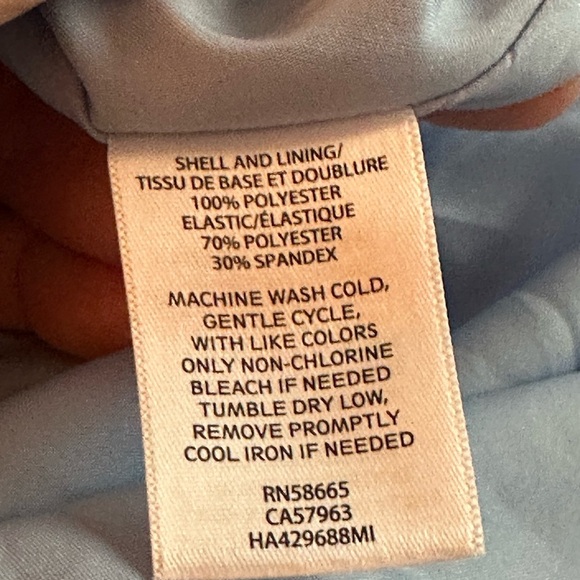 SHELL AND LINING/
TISSU DE BASE ET DOUBLURE
100% POLYESTER
ELASTIC/ÉLASTIQUE
70% POLYESTER
30% SPANDEX
MACHINE WASH COLD,
GENTLE CYCLE,
WITH LIKE COLORS
ONLY NON-CHLORINE
BLEACH IF NEEDED
TUMBLE DRY LOW,
REMOVE PROMPTLY
COOL IRON IF NEEDED
RN58665
CA57963
HA429688MI